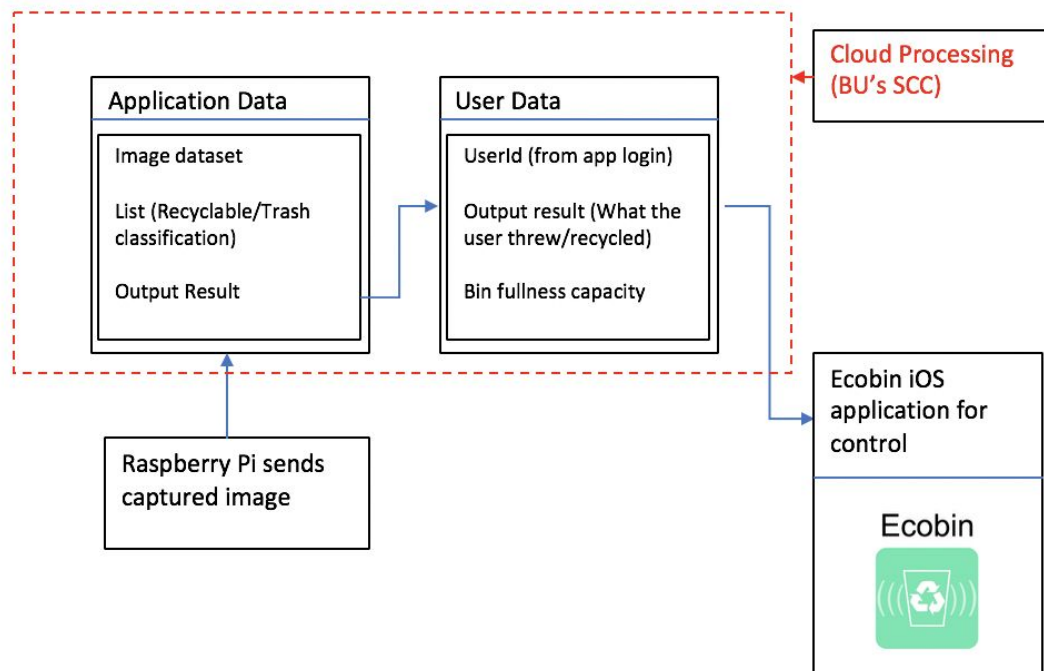 Application Data
Image dataset
List (Recyclable/Trash
classification)
Output Result
User Data
UserId (from app login)
Output result (What the
user threw/recycled)
Bin fullness capacity
Cloud Processing
(BU's SCC)
Raspberry Pi sends
captured image
Ecobin iOS
application for
control
Ecobin